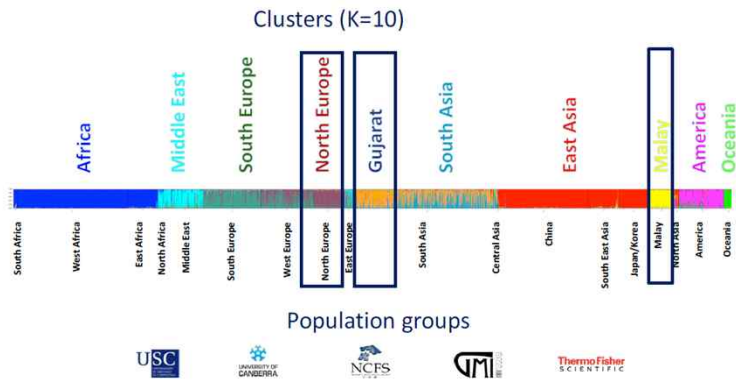 Clusters (K=10)
Africa
Middle East
South Europe
North Europe
Gujarat
South Asia
East Asia
Malay
America
Oceania
South Africa
West Africa
East Africa
North Africa
Middle East
South Europe
West Europe
North Europe
East Europe
South Asia
Central Asia
China
South East Asia
Japan/Korea
Malay
North Asia
America
Oceania
Population groups
USC
UNIVERSITY OF
CANBERRA
NCFS
GMI
ThermoFisher
SCIENTIFIC